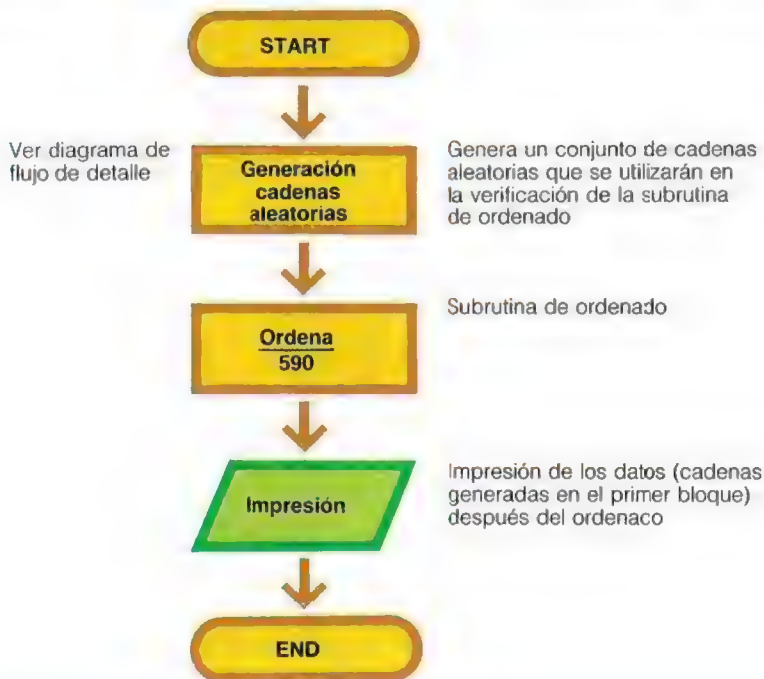 START
Ver diagrama de
flujo de detalle
Generación
cadenas
aleatorias
Genera un conjunto de cadenas
aleatorias que se utilizarán en
la verificación de la subrutina
de ordenado
Ordena
590
Subrutina de ordenado
Impresión
Impresión de los datos (cadenas
generadas en el primer bloque)
después del ordenaco
END